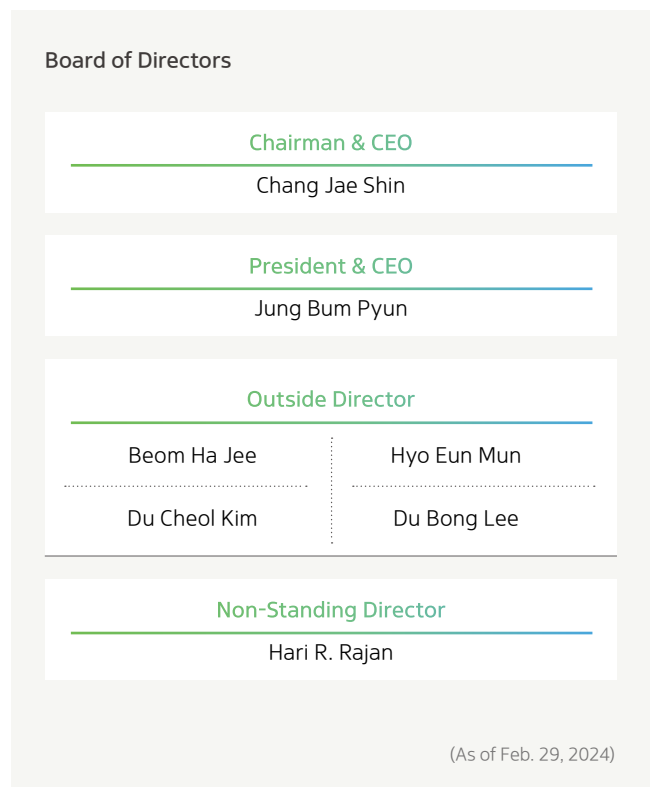 Board of Directors
Chairman & CEO
Chang Jae Shin
President & CEO
Jung Bum Pyun
Outside Director
Beom Ha Jee
Hyo Eun Mun
Du Cheol Kim
Du Bong Lee
Non-Standing Director
Hari R. Rajan
(As of Feb. 29, 2024)